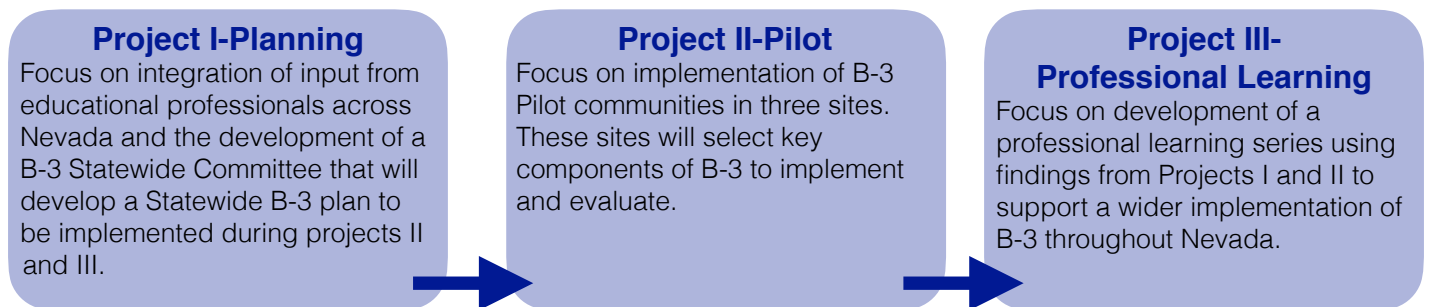 Project I-Planning
Focus on integration of input from
educational professionals across
Nevada and the development of a
B-3 Statewide Committee that will
develop a Statewide B-3 plan to
be implemented during projects II
and III.
Project II-Pilot
Focus on implementation of B-3
Pilot communities in three sites.
These sites will select key
components of B-3 to implement
and evaluate.
Project III-
Professional Learning
Focus on development of a
professional learning series using
findings from Projects I and II to
support a wider implementation of
B-3 throughout Nevada.